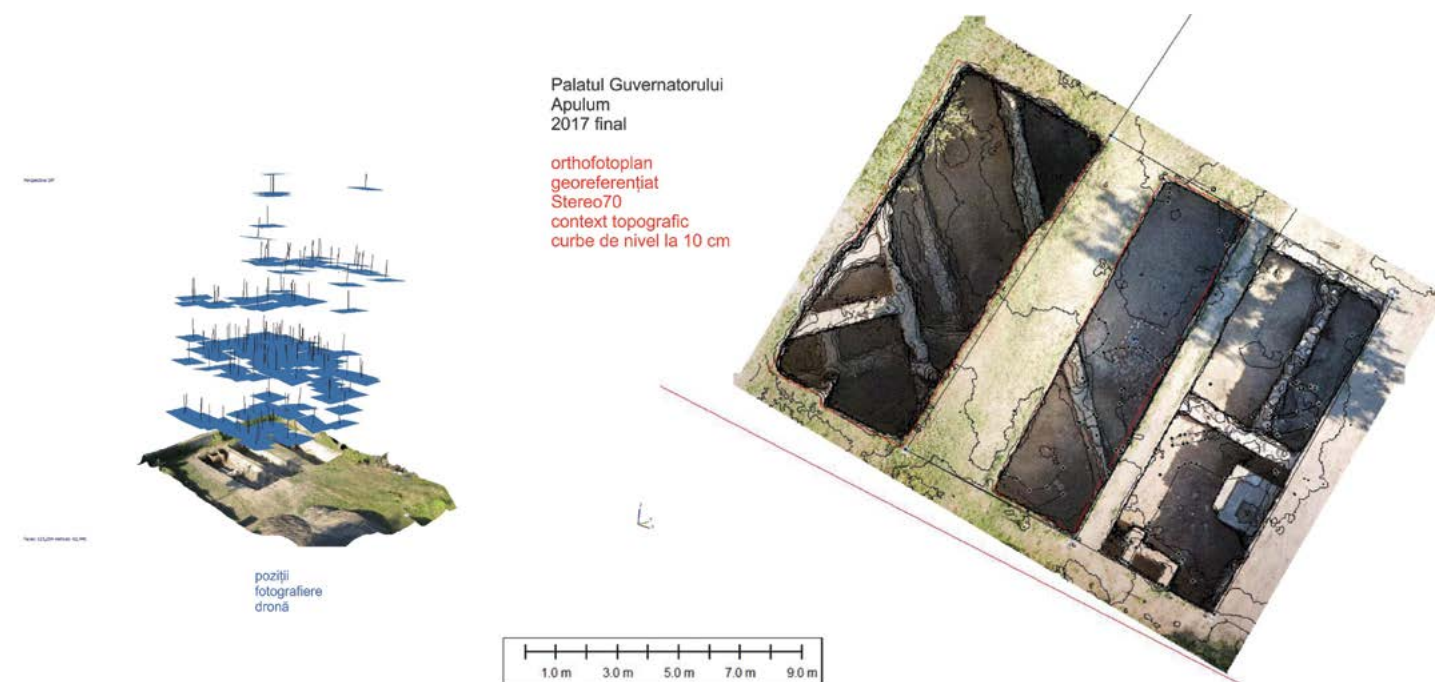 Palatul Guvernatorului
Apulum
2017 final
orthofotoplan
georeferențiat
Stereo70
context topografic
curbe de nivel la 10 cm
poziții
fotografiere
dronă
1.0 m 3.0 m 5.0 m 7.0 m 9.0 m